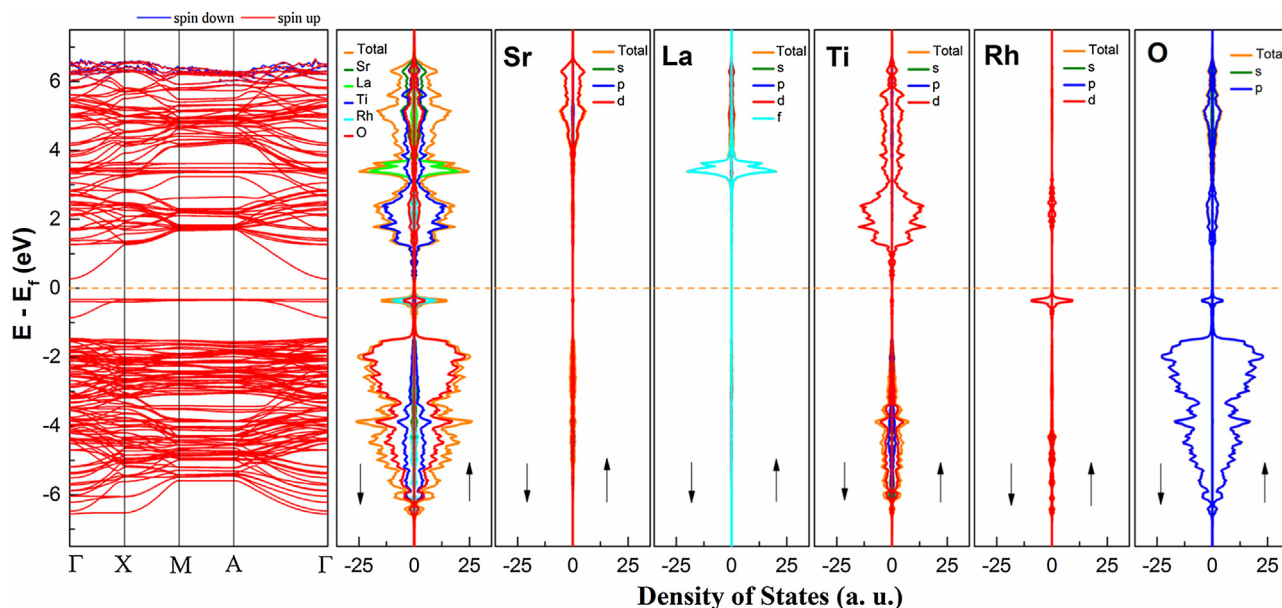 spin down spin up
E - E_f (eV)
6
4
2
0
-2
-4
-6
Γ X M A Γ
Total
Sr
La
Ti
Rh
O
-25 0 25
Sr
Total
s
p
d
-25 0 25
La
Total
s
p
d
f
-25 0 25
Ti
Total
s
p
d
-25 0 25
Rh
Total
s
p
d
-25 0 25
O
Total
s
p
-25 0 25
Density of States (a. u.)